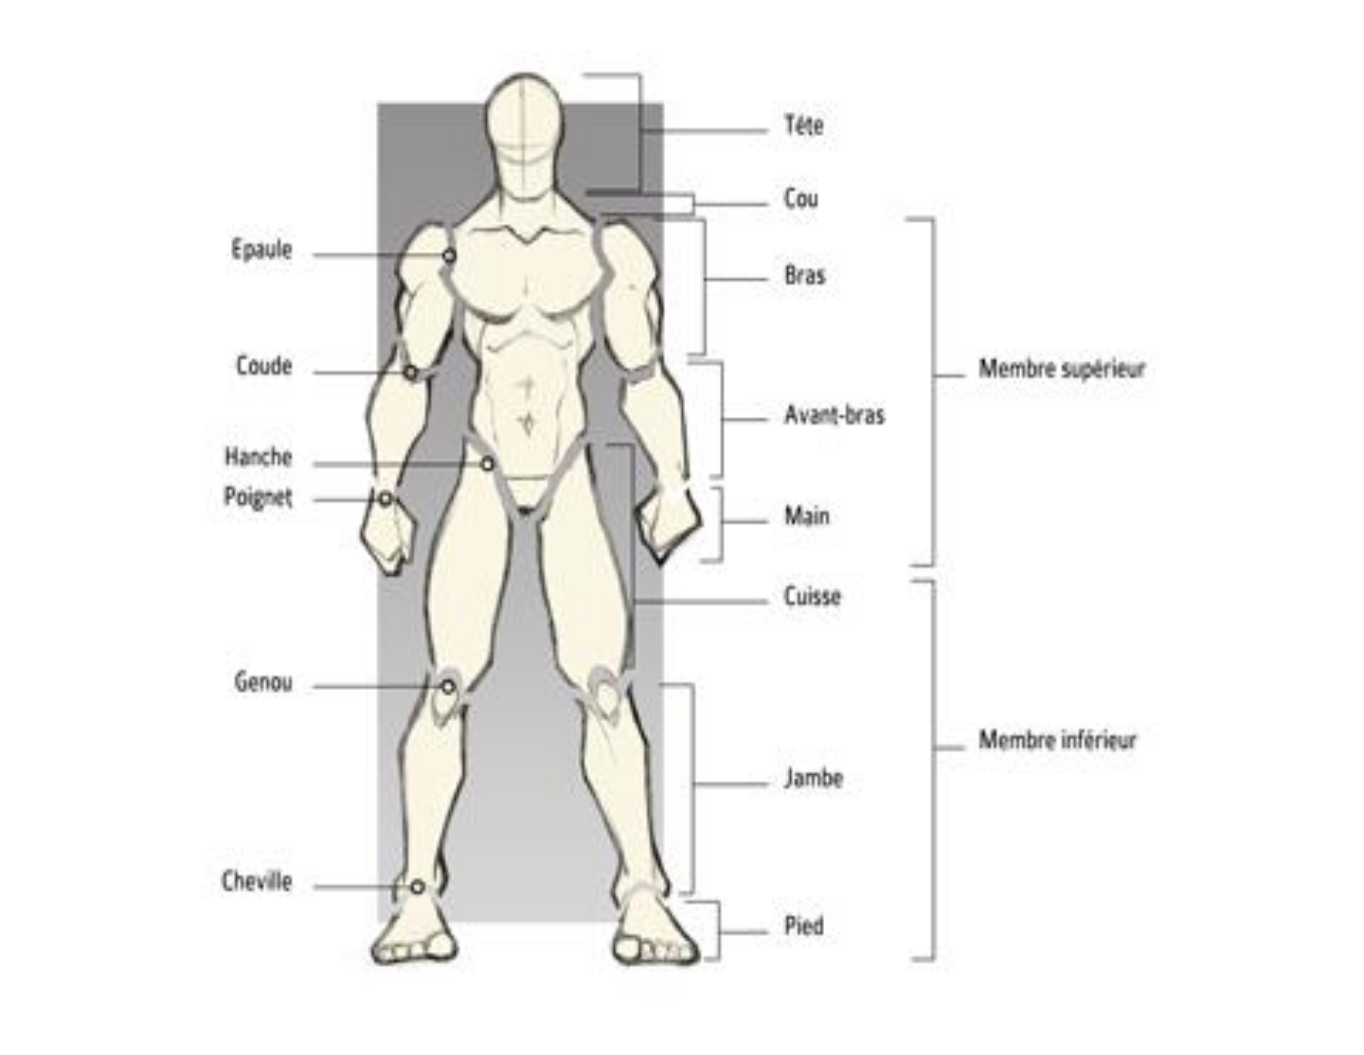 Tête
Cou
Epaule
Bras
Coude
Membre supérieur
Avant-bras
Hanche
Poignet
Main
Cuisse
Genou
Membre inférieur
Jambe
Cheville
Pied